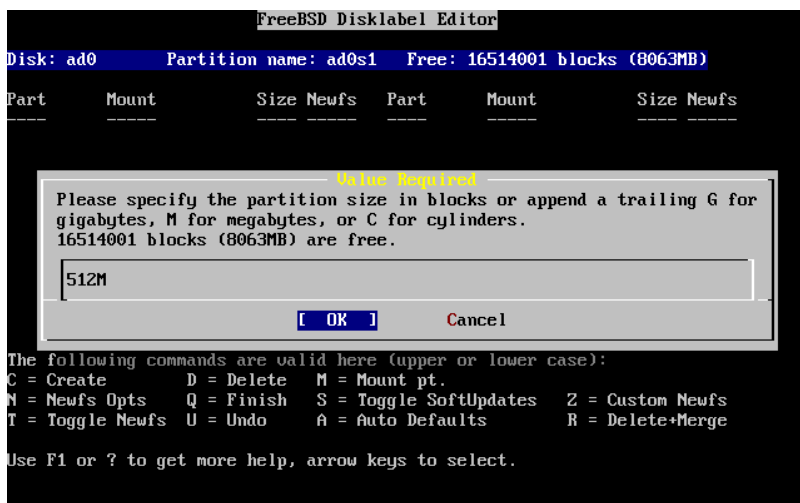 FreeBSD Disklabel Editor
Disk: ad0 Partition name: ad0s1 Free: 16514001 blocks (8063MB)
Part Mount Size Newfs Part Mount Size Newfs
---- ----- ---- ----- ---- ----- ---- -----
Value Required
Please specify the partition size in blocks or append a trailing G for
gigabytes, M for megabytes, or C for cylinders.
16514001 blocks (8063MB) are free.
512M
[ OK ] Cancel
The following commands are valid here (upper or lower case):
C = Create D = Delete M = Mount pt.
N = Newfs Opts Q = Finish S = Toggle SoftUpdates Z = Custom Newfs
T = Toggle Newfs U = Undo A = Auto Defaults R = Delete+Merge
Use F1 or ? to get more help, arrow keys to select.